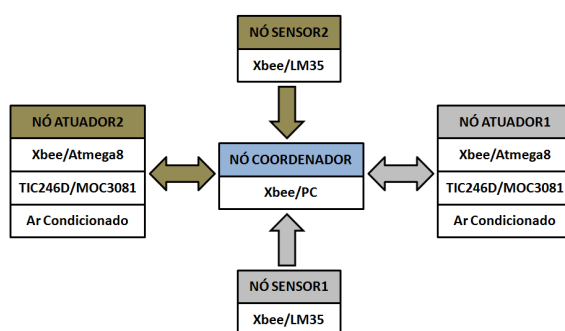 NÓ SENSOR2
Xbee/LM35
NÓ ATUADOR2
Xbee/Atmega8
TIC246D/MOC3081
Ar Condicionado
NÓ COORDENADOR
Xbee/PC
NÓ ATUADOR1
Xbee/Atmega8
TIC246D/MOC3081
Ar Condicionado
NÓ SENSOR1
Xbee/LM35